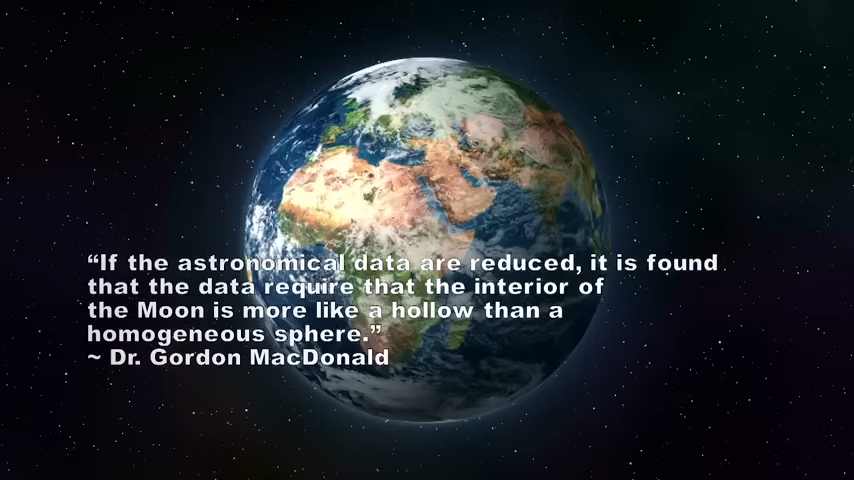 “If the astronomical data are reduced, it is found
that the data require that the interior of
the Moon is more like a hollow than a
homogeneous sphere.”
~ Dr. Gordon MacDonald